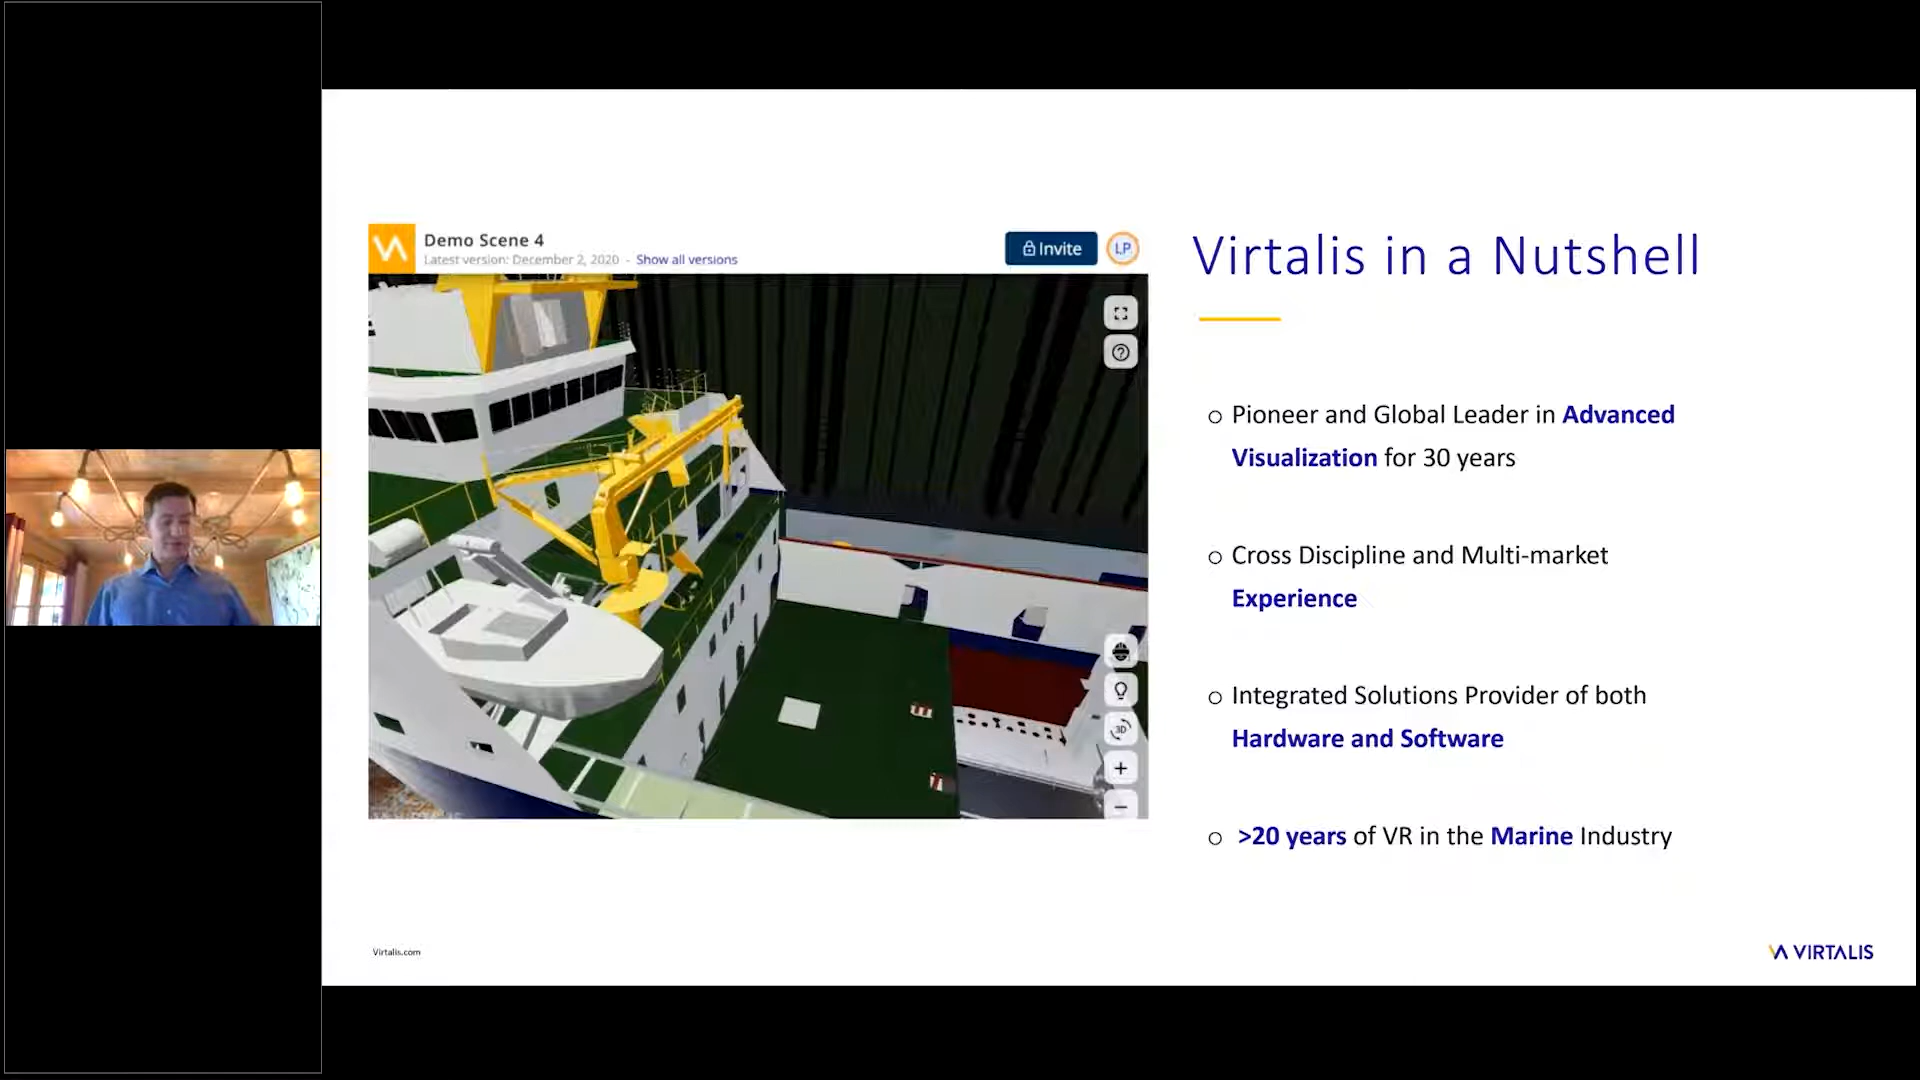 Demo Scene 4
Latest version: December 2, 2020 - Show all versions
Invite
LP
3D
Virtalis in a Nutshell
o Pioneer and Global Leader in Advanced
Visualization for 30 years
o Cross Discipline and Multi-market
Experience
o Integrated Solutions Provider of both
Hardware and Software
o >20 years of VR in the Marine Industry
Virtalis.com
VIRTALIS